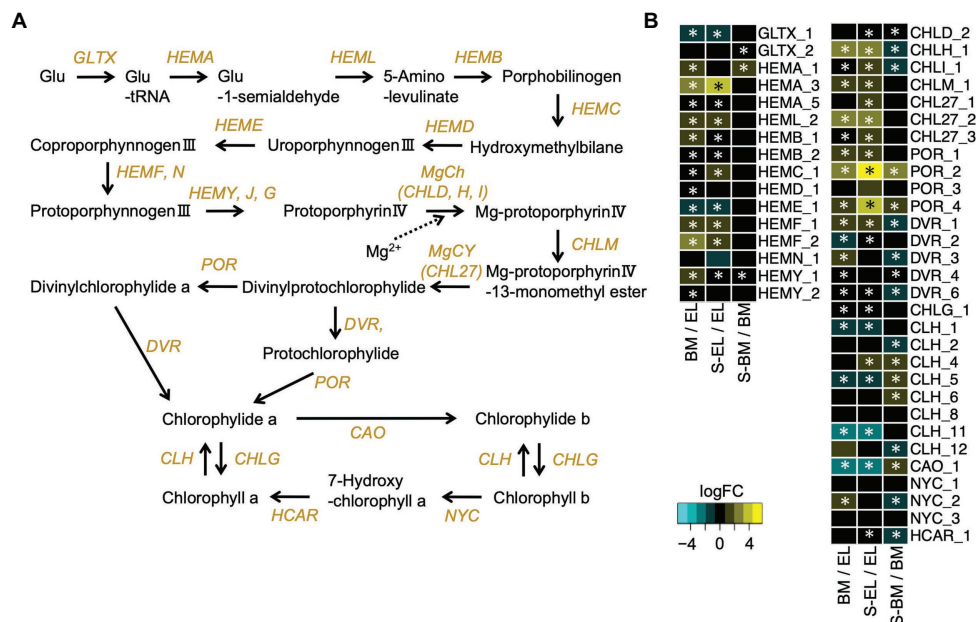 A
GLTX HEMA HEML HEMB
Glu Glu Glu 5-Amino Porphobilinogen
-tRNA -1-semialdehyde -levulinate
HEMC
HEME HEMD
Coproporphynnogen III Uroporphynnogen III Hydroxymethylbilane
HEMF, N
HEMY, J, G MgCh
(CHLD, H, I)
Protoporphynnogen III Protoporphyrin IV Mg-protoporphyrin IV
Mg2+
MgCY
(CHL27)
CHLM
POR
Divinylchlorophylide a Divinylprotochlorophylide Mg-protoporphyrin IV
-13-monomethyl ester
DVR DVR,
Protochlorophylide
POR
Chlorophylide a Chlorophylide b
CAO
CLH CHLG CLH CHLG
Chlorophyll a 7-Hydroxy
-chlorophyll a Chlorophyll b
HCAR NYC
B
GLTX_1
GLTX_2
HEMA_1
HEMA_3
HEMA_5
HEML_2
HEMB_1
HEMB_2
HEMC_1
HEMD_1
HEME_1
HEMF_1
HEMF_2
HEMN_1
HEMY_1
HEMY_2
BM / EL
S-EL / EL
S-BM / BM
logFC
−4 0 4
CHLD_2
CHLH_1
CHLI_1
CHLM_1
CHL27_1
CHL27_2
CHL27_3
POR_1
POR_2
POR_3
POR_4
DVR_1
DVR_2
DVR_3
DVR_4
DVR_6
CHLG_1
CLH_1
CLH_2
CLH_4
CLH_5
CLH_6
CLH_8
CLH_11
CLH_12
CAO_1
NYC_1
NYC_2
NYC_3
HCAR_1
BM / EL
S-EL / EL
S-BM / BM